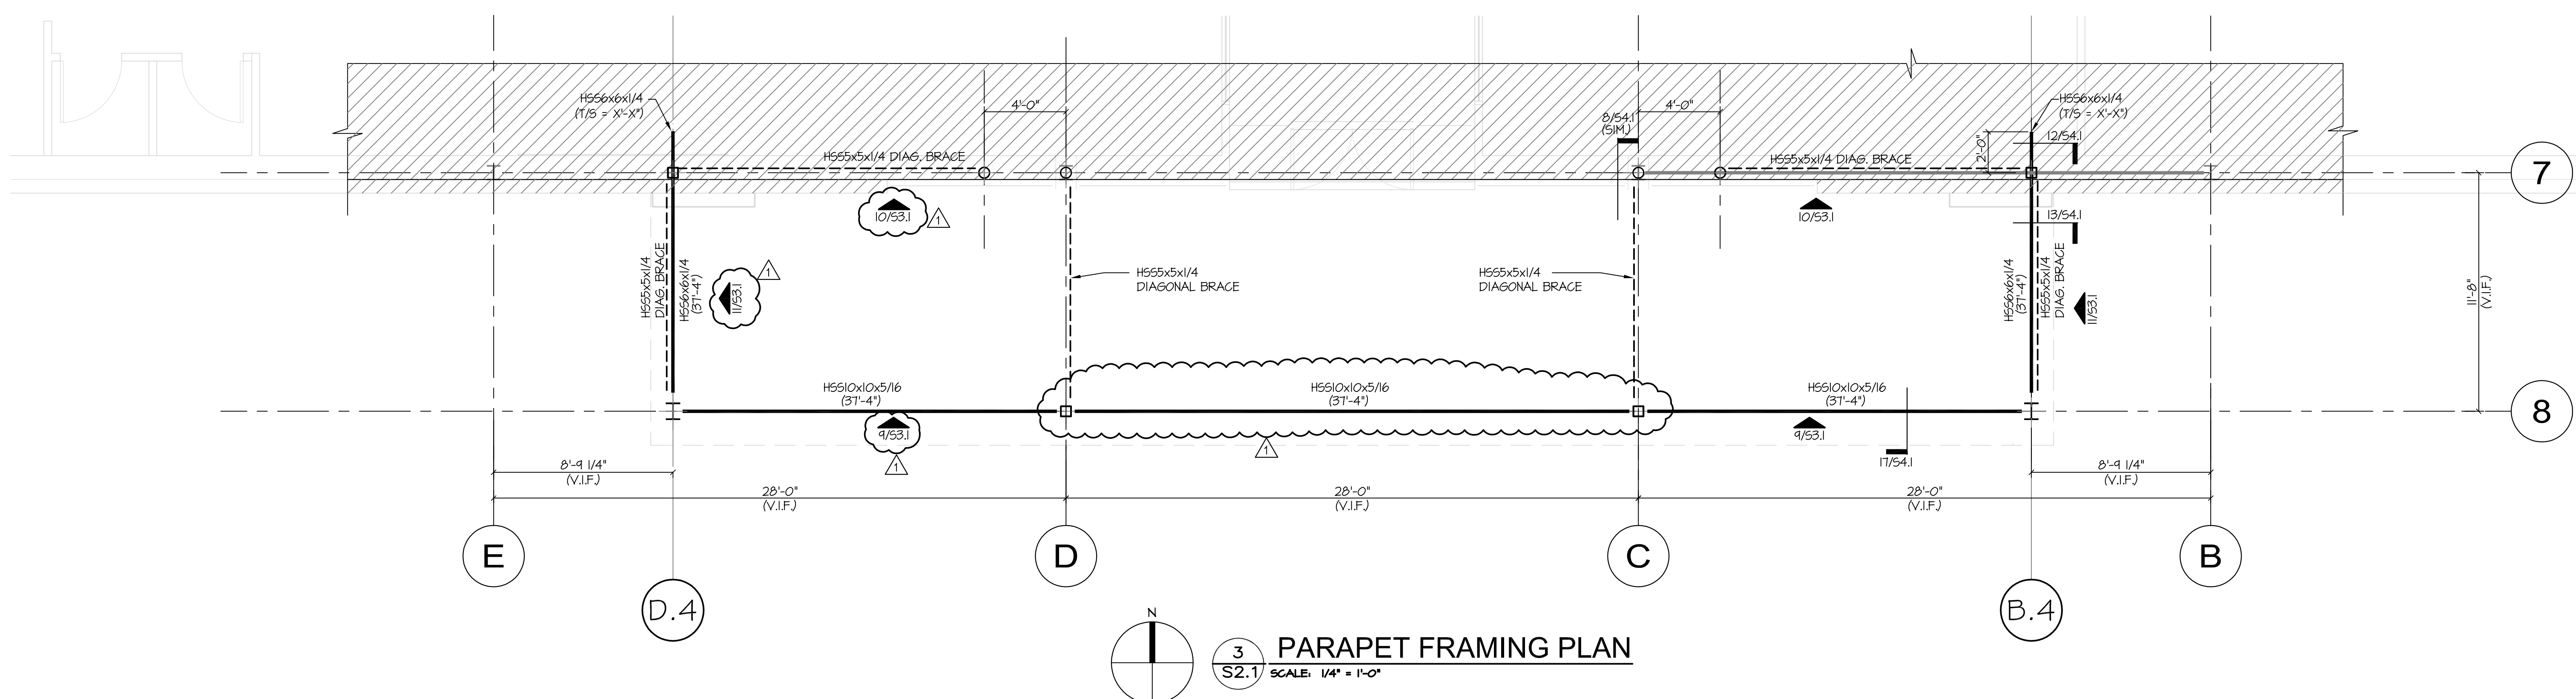 HSS6x6x1/4
(T/S = X'-X")
4'-0"
8/S4.1
(SIM.)
4'-0"
HSS6x6x1/4
(T/S = X'-X")
12/S4.1
2'-0"
HSS5x5x1/4 DIAG. BRACE
HSS5x5x1/4 DIAG. BRACE
7
10/S3.1
1
10/S3.1
13/S4.1
HSS5x5x1/4
DIAG. BRACE
HSS6x6x1/4
(37'-4")
11/S3.1
1
HSS5x5x1/4
DIAGONAL BRACE
HSS5x5x1/4
DIAGONAL BRACE
HSS6x6x1/4
(37'-4")
HSS5x5x1/4
DIAG. BRACE
11/S3.1
11'-8"
(V.I.F.)
HSS10x10x5/16
(37'-4")
HSS10x10x5/16
(37'-4")
HSS10x10x5/16
(37'-4")
8
9/S3.1
1
1
9/S3.1
17/S4.1
8'-9 1/4"
(V.I.F.)
8'-9 1/4"
(V.I.F.)
28'-0"
(V.I.F.)
28'-0"
(V.I.F.)
28'-0"
(V.I.F.)
E
D
C
B
D.4
B.4
N
3
S2.1
PARAPET FRAMING PLAN
SCALE: 1/4" = 1'-0"